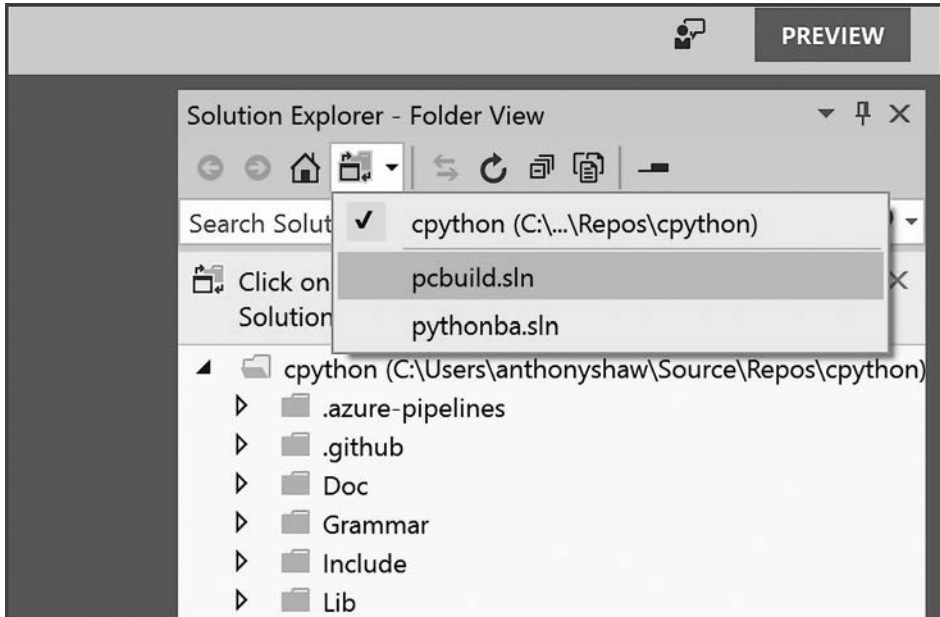 PREVIEW
Solution Explorer - Folder View
Search Solut
cpython (C:\...\Repos\cpython)
pcbuild.sln
pythonba.sln
Click on
Solution
cpython (C:\Users\anthonyshaw\Source\Repos\cpython)
.azure-pipelines
.github
Doc
Grammar
Include
Lib